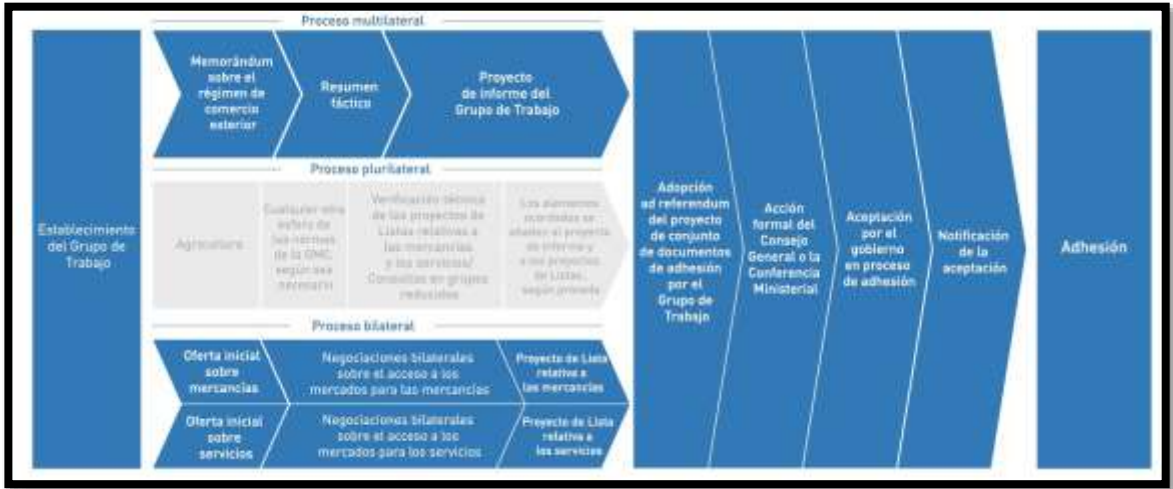 Proceso multilateral
Establecimiento
del Grupo de
Trabajo
Memorándum
sobre el
régimen de
comercio
exterior
Resumen
fáctico
Proyecto
de informe del
Grupo de Trabajo
Proceso plurilateral
Agricultura
Cualquier otra
esfera de
las normas
de la OMC,
según sea
necesario
Verificación técnica
de los proyectos de
Listas relativas a
las mercancías
y los servicios/
Consultas en grupos
reducidos
Los elementos
acordados se
añaden al proyecto
de informe y
a los proyectos
de Listas,
según proceda
Proceso bilateral
Oferta inicial
sobre
mercancías
Negociaciones bilaterales
sobre el acceso a los
mercados para las mercancías
Proyecto de Lista
relativa a
las mercancías
Oferta inicial
sobre
servicios
Negociaciones bilaterales
sobre el acceso a los
mercados para los servicios
Proyecto de Lista
relativa a
los servicios
Adopción
ad referendum
del proyecto
de conjunto
de documentos
de adhesión
por el
Grupo de
Trabajo
Acción
formal del
Consejo
General o la
Conferencia
Ministerial
Aceptación
por el
gobierno
en proceso
de adhesión
Notificación
de la
aceptación
Adhesión